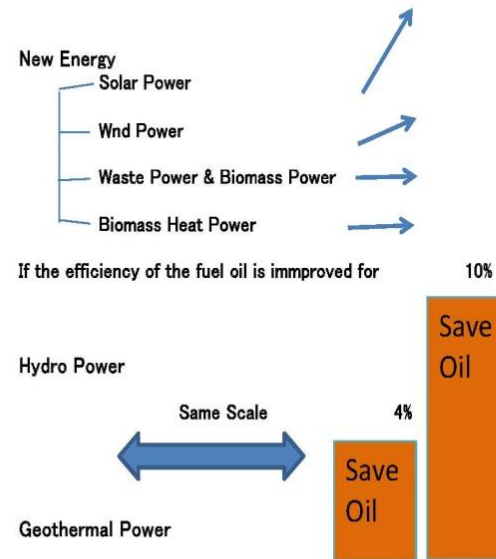 New Energy
Solar Power
Wnd Power
Waste Power & Biomass Power
Biomass Heat Power
If the efficiency of the fuel oil is immproved for 10%
Save
Oil
Hydro Power
Same Scale 4%
Save
Oil
Geothermal Power